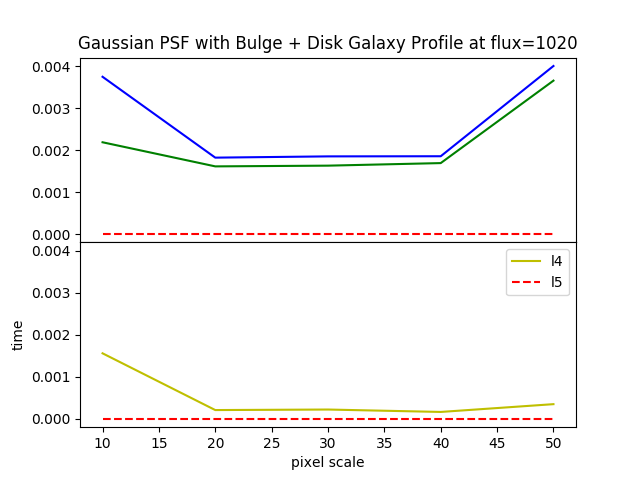 Gaussian PSF with Bulge + Disk Galaxy Profile at flux=1020
0.004
0.003
0.002
0.001
0.000
0.004
0.003
0.002
0.001
0.000
time
l4
l5
10 15 20 25 30 35 40 45 50
pixel scale